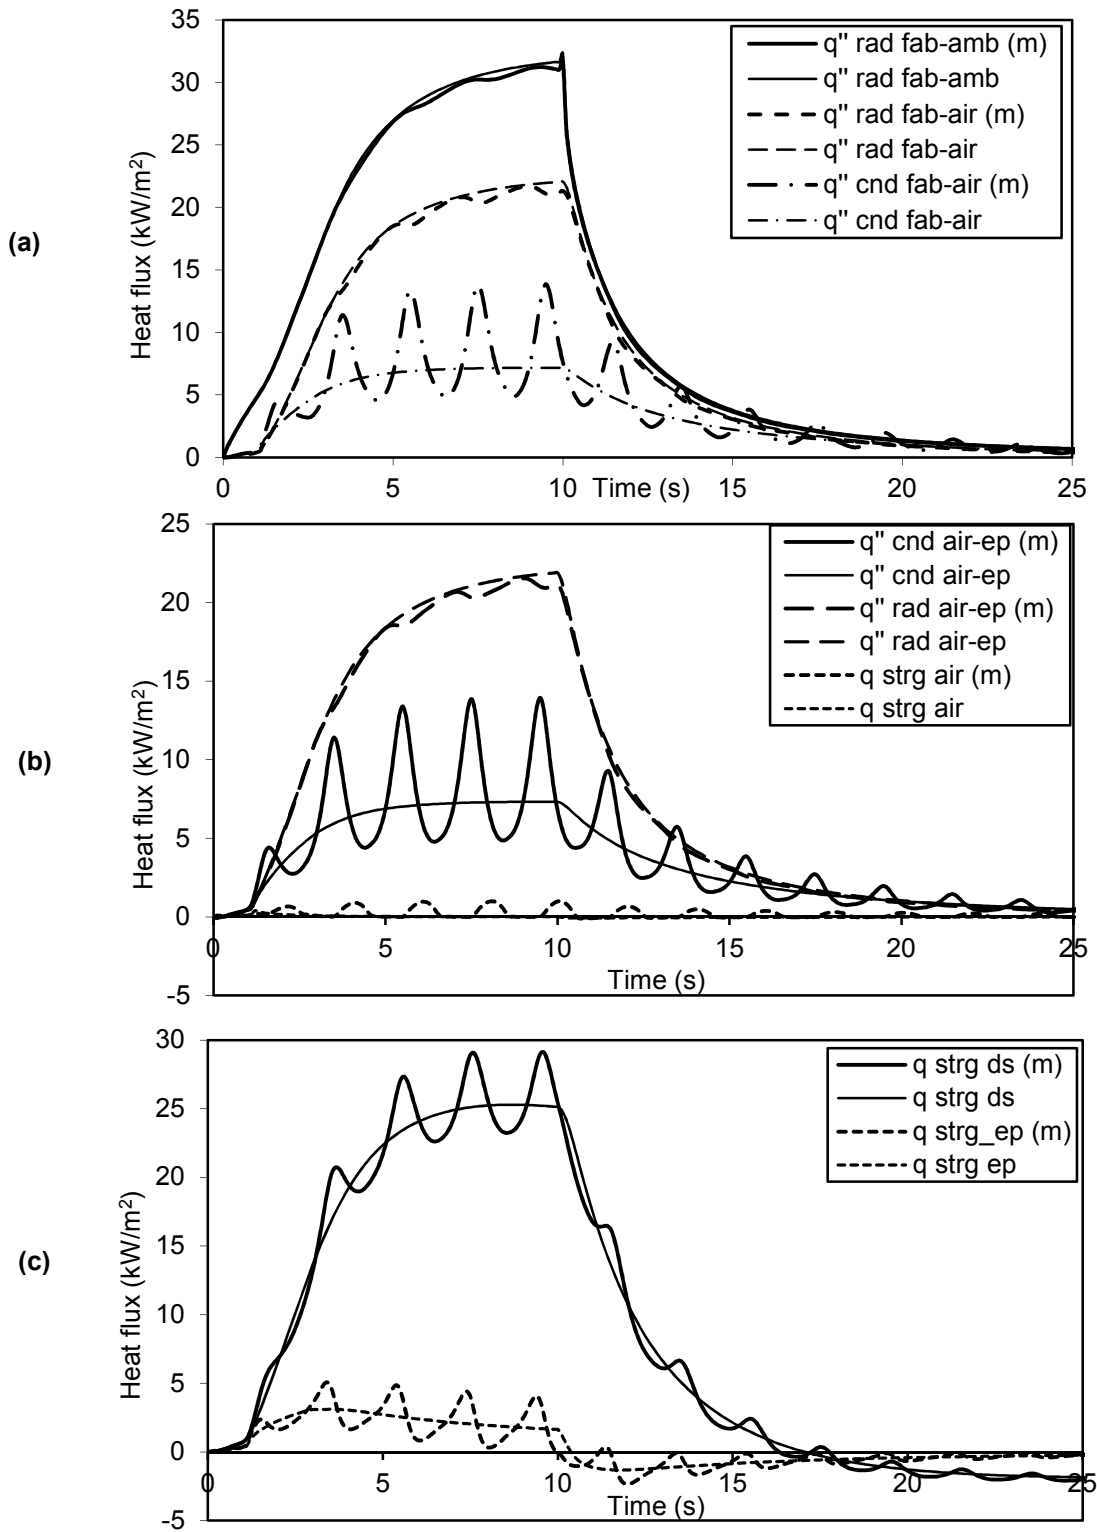 (a)
Heat flux (kW/m²)
35
30
25
20
15
10
5
0
q" rad fab-amb (m)
q" rad fab-amb
q" rad fab-air (m)
q" rad fab-air
q" cnd fab-air (m)
q" cnd fab-air
0 5 10 Time (s) 15 20 25
(b)
Heat flux (kW/m²)
25
20
15
10
5
0
-5
q" cnd air-ep (m)
q" cnd air-ep
q" rad air-ep (m)
q" rad air-ep
q strg air (m)
q strg air
0 5 10 15 20 25
Time (s)
(c)
Heat flux (kW/m²)
30
25
20
15
10
5
0
-5
q strg ds (m)
q strg ds
q strg_ep (m)
q strg ep
0 5 10 15 20 25
Time (s)